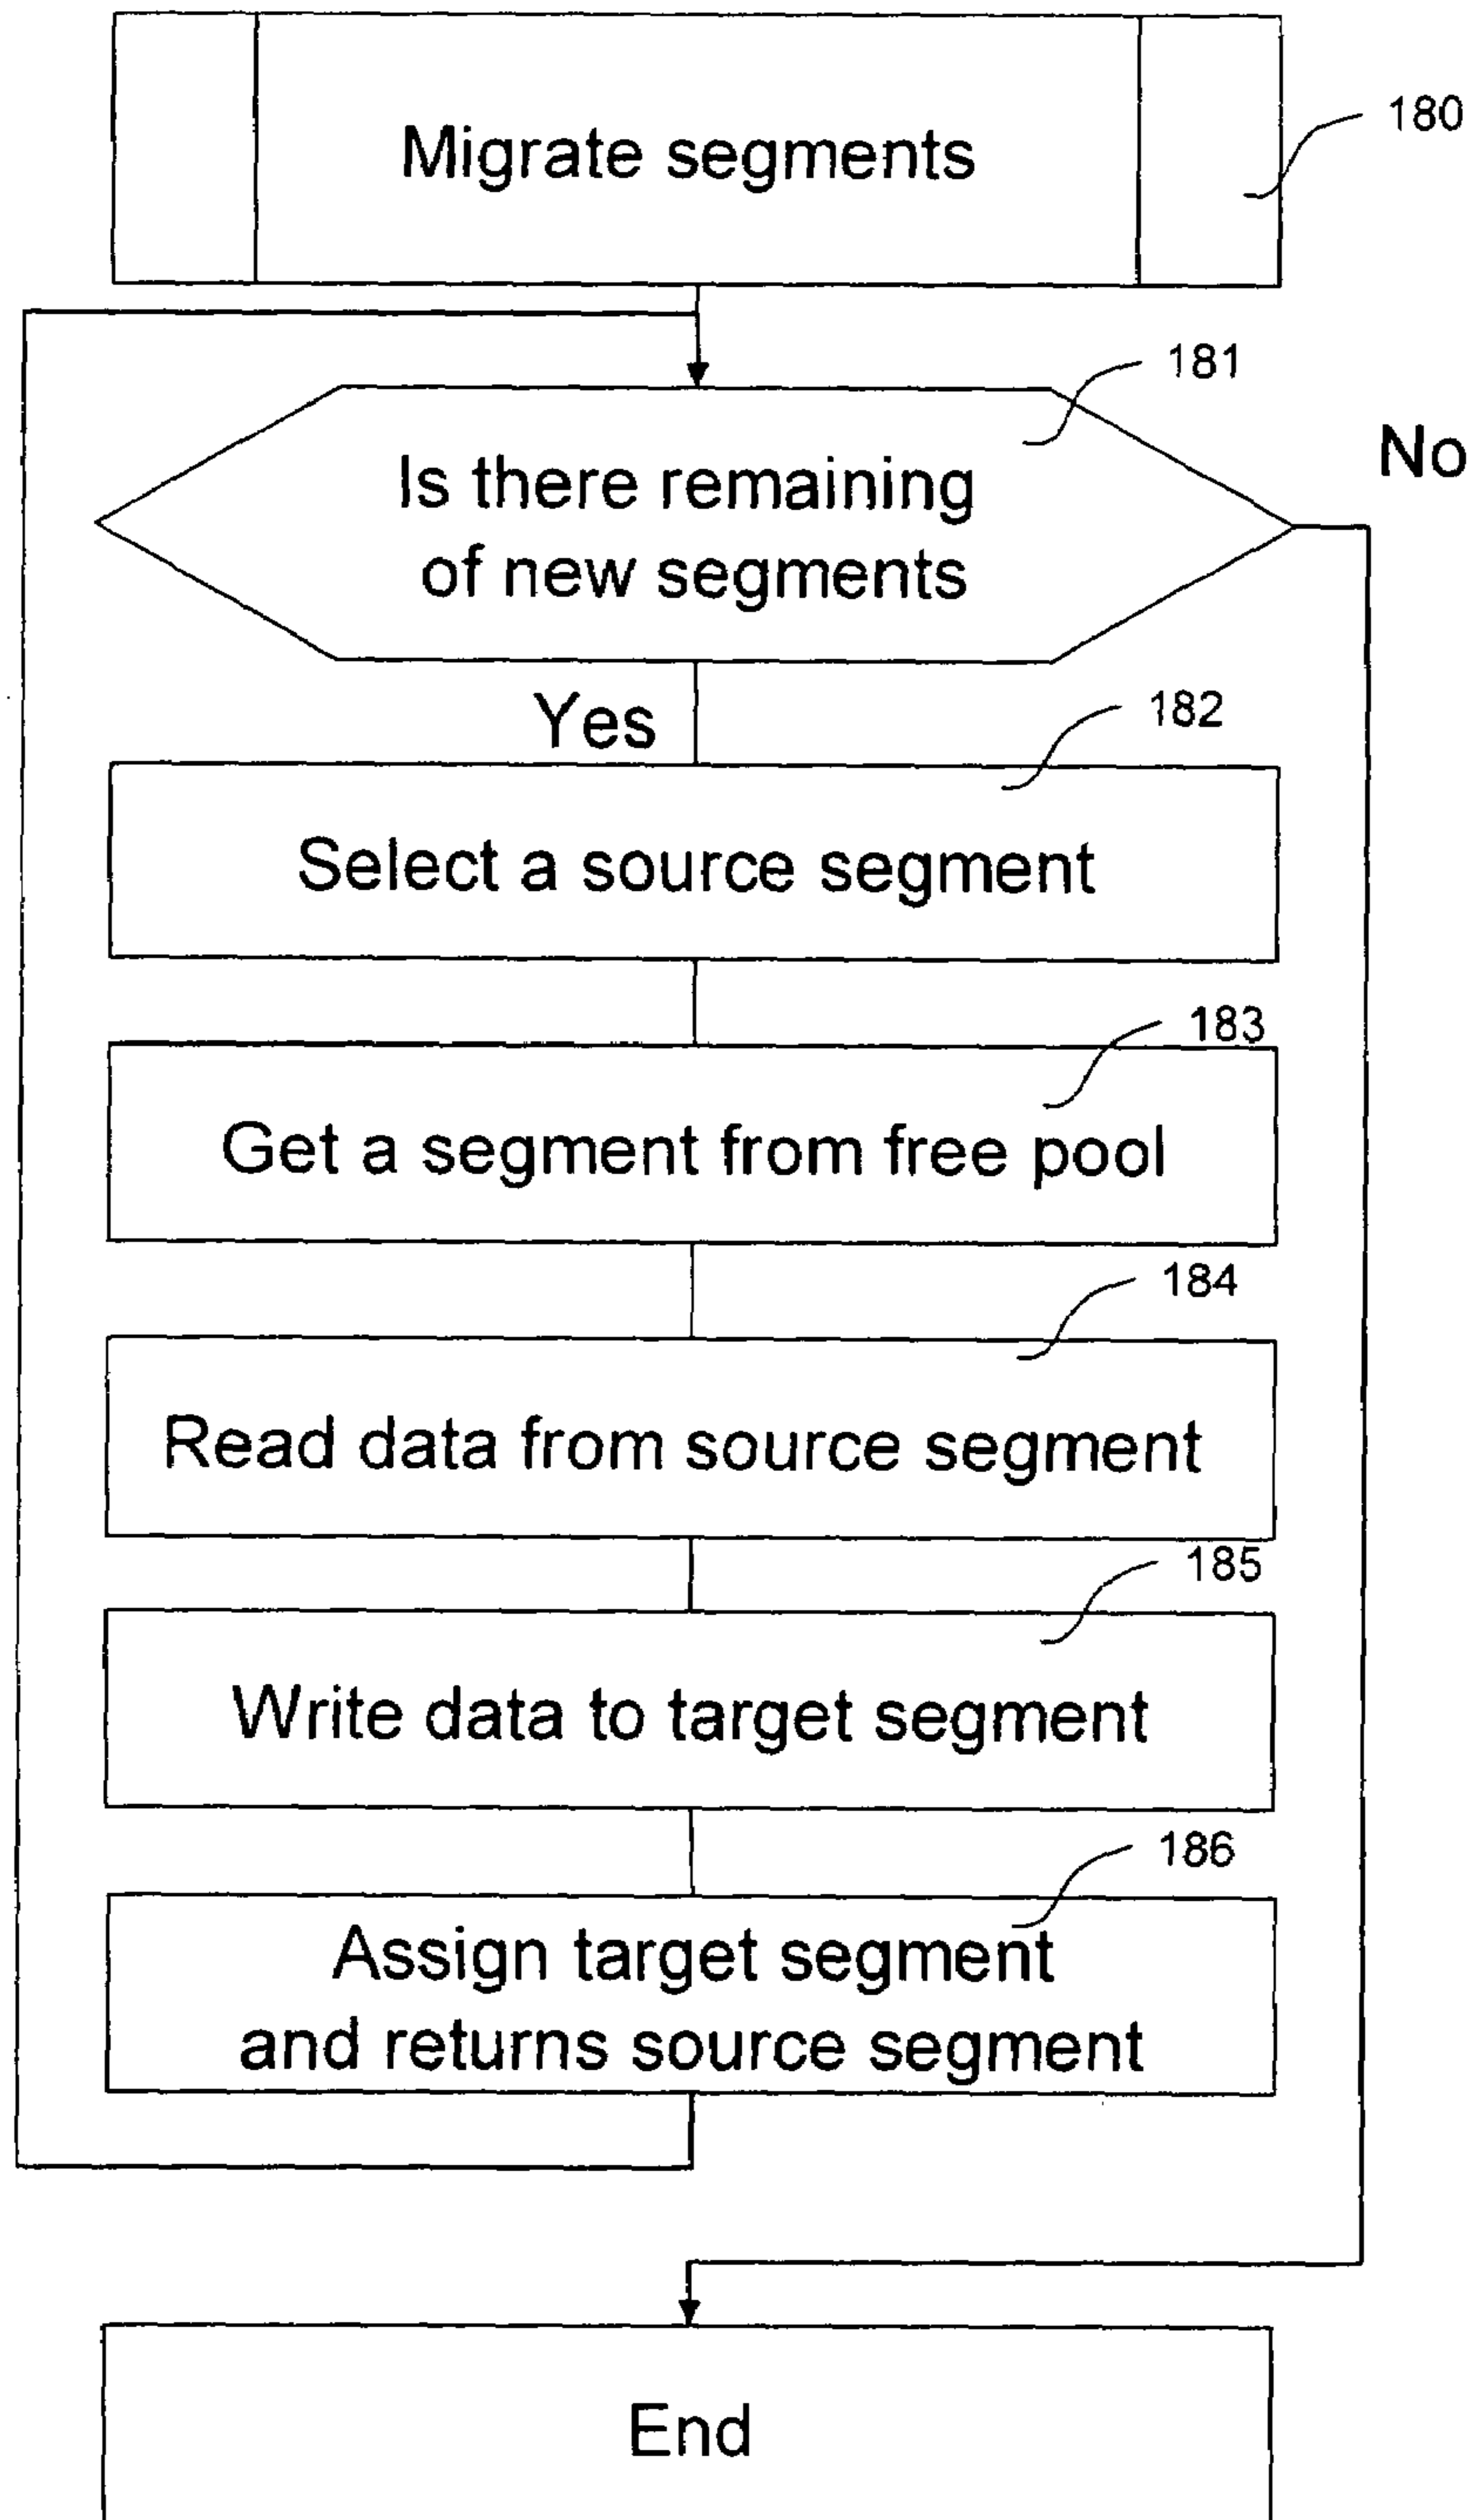 Migrate segments
180
181
No
Is there remaining
of new segments
Yes
182
Select a source segment
183
Get a segment from free pool
184
Read data from source segment
185
Write data to target segment
186
Assign target segment
and returns source segment
End